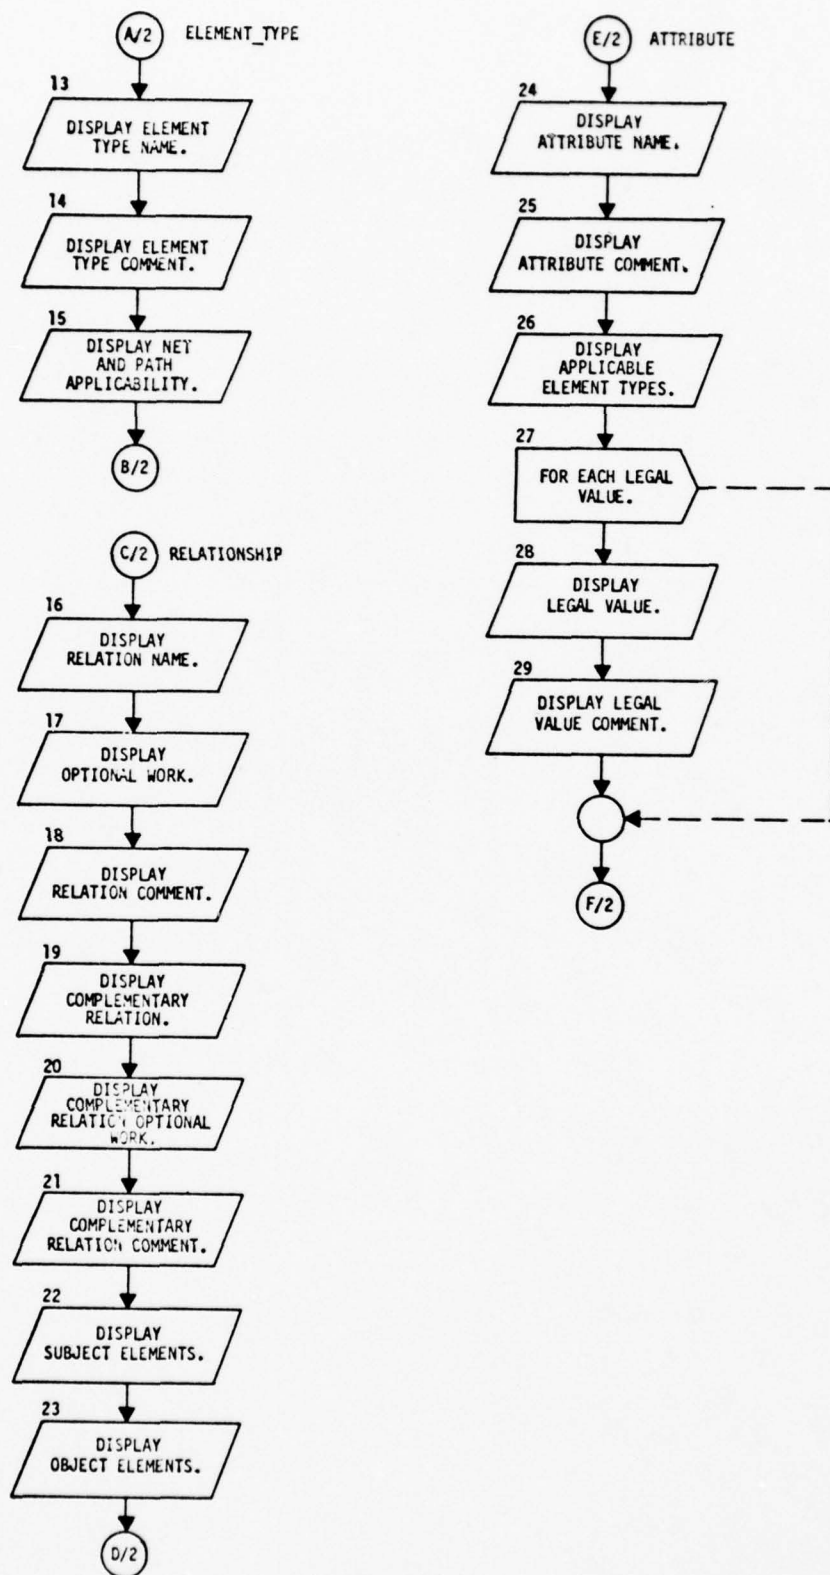 A/2 ELEMENT_TYPE
13
DISPLAY ELEMENT
TYPE NAME.
14
DISPLAY ELEMENT
TYPE COMMENT.
15
DISPLAY NET
AND PATH
APPLICABILITY.
B/2
C/2 RELATIONSHIP
16
DISPLAY
RELATION NAME.
17
DISPLAY
OPTIONAL WORK.
18
DISPLAY
RELATION COMMENT.
19
DISPLAY
COMPLEMENTARY
RELATION.
20
DISPLAY
COMPLEMENTARY
RELATION OPTIONAL
WORK.
21
DISPLAY
COMPLEMENTARY
RELATION COMMENT.
22
DISPLAY
SUBJECT ELEMENTS.
23
DISPLAY
OBJECT ELEMENTS.
D/2
E/2 ATTRIBUTE
24
DISPLAY
ATTRIBUTE NAME.
25
DISPLAY
ATTRIBUTE COMMENT.
26
DISPLAY
APPLICABLE
ELEMENT TYPES.
27
FOR EACH LEGAL
VALUE.
28
DISPLAY
LEGAL VALUE.
29
DISPLAY LEGAL
VALUE COMMENT.
F/2